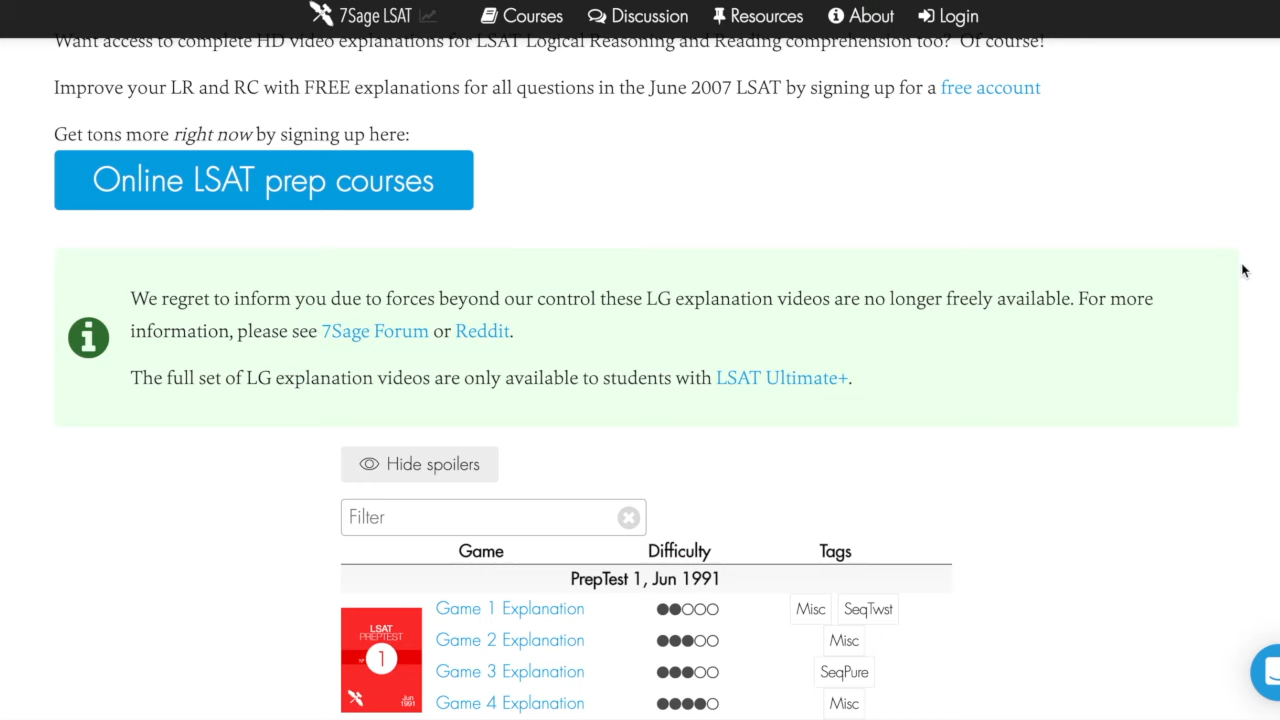 7Sage LSAT Courses Discussion Resources About Login
Want access to complete HD video explanations for LSAT Logical Reasoning and Reading comprehension too? Of course!
Improve your LR and RC with FREE explanations for all questions in the June 2007 LSAT by signing up for a free account
Get tons more right now by signing up here:
Online LSAT prep courses
We regret to inform you due to forces beyond our control these LG explanation videos are no longer freely available. For more
information, please see 7Sage Forum or Reddit.
The full set of LG explanation videos are only available to students with LSAT Ultimate+.
Hide spoilers
Filter
Game Difficulty Tags
PrepTest 1, Jun 1991
Game 1 Explanation Misc SeqTwst
Game 2 Explanation Misc
Game 3 Explanation SeqPure
Game 4 Explanation Misc
LSAT
PREPTEST
Nº 1
Jun
1991